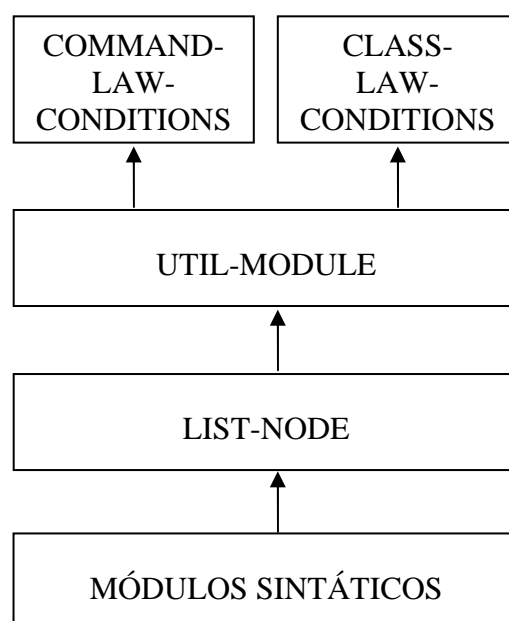 COMMAND-
LAW-
CONDITIONS
CLASS-
LAW-
CONDITIONS
UTIL-MODULE
LIST-NODE
MÓDULOS SINTÁTICOS